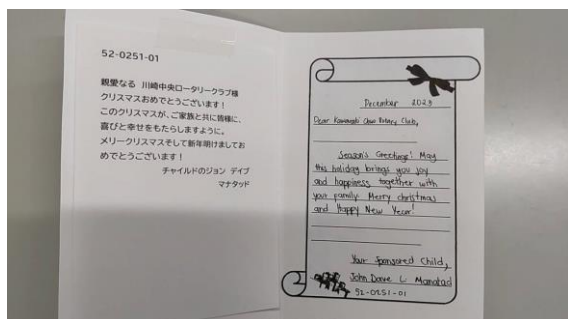 52-0251-01
親愛なる 川崎中央ロータリークラブ様
クリスマスおめでとうございます!
このクリスマスが、ご家族と共に皆様に、
喜びと幸せをもたらしますように。
メリークリスマスそして新年明けましてお
めでとうございます!
チャイルドのジョン デイブ
マナタッド
December 2023
Dear Kawasaki Chuo Rotary Club,
Season's Greetings! May
this holiday brings you joy
and happiness together with
your family. Merry christmas
and Happy New Year!
Your Sponsored Child,
John Dave L Manatad
52-0251-01